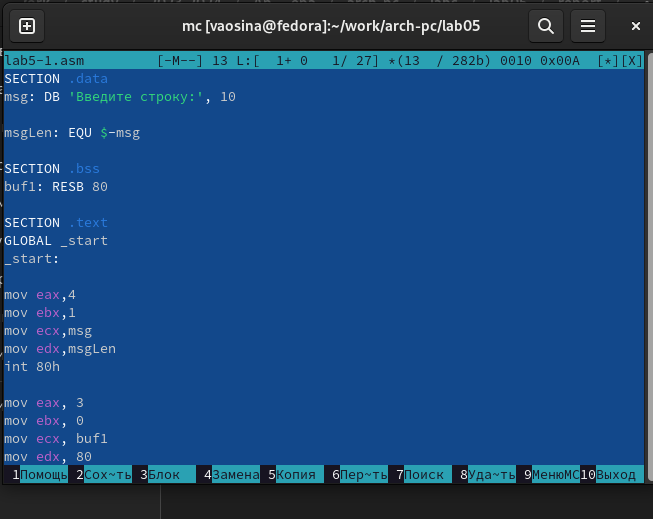 mc [vaosina@fedora]:~/work/arch-pc/lab05
lab5-1.asm [-M--] 13 L:[ 1+ 0 1/ 27] *(13 / 282b) 0010 0x00A [*][X]
SECTION .data
msg: DB 'Введите строку:', 10
msgLen: EQU $-msg
SECTION .bss
buf1: RESB 80
SECTION .text
GLOBAL _start
_start:
mov eax,4
mov ebx,1
mov ecx,msg
mov edx,msgLen
int 80h
mov eax, 3
mov ebx, 0
mov ecx, buf1
mov edx, 80
1Помощь 2Сох~ть 3Блок 4Замена 5Копия 6Пер~ть 7Поиск 8Уда~ть 9МенюMC 10Выход